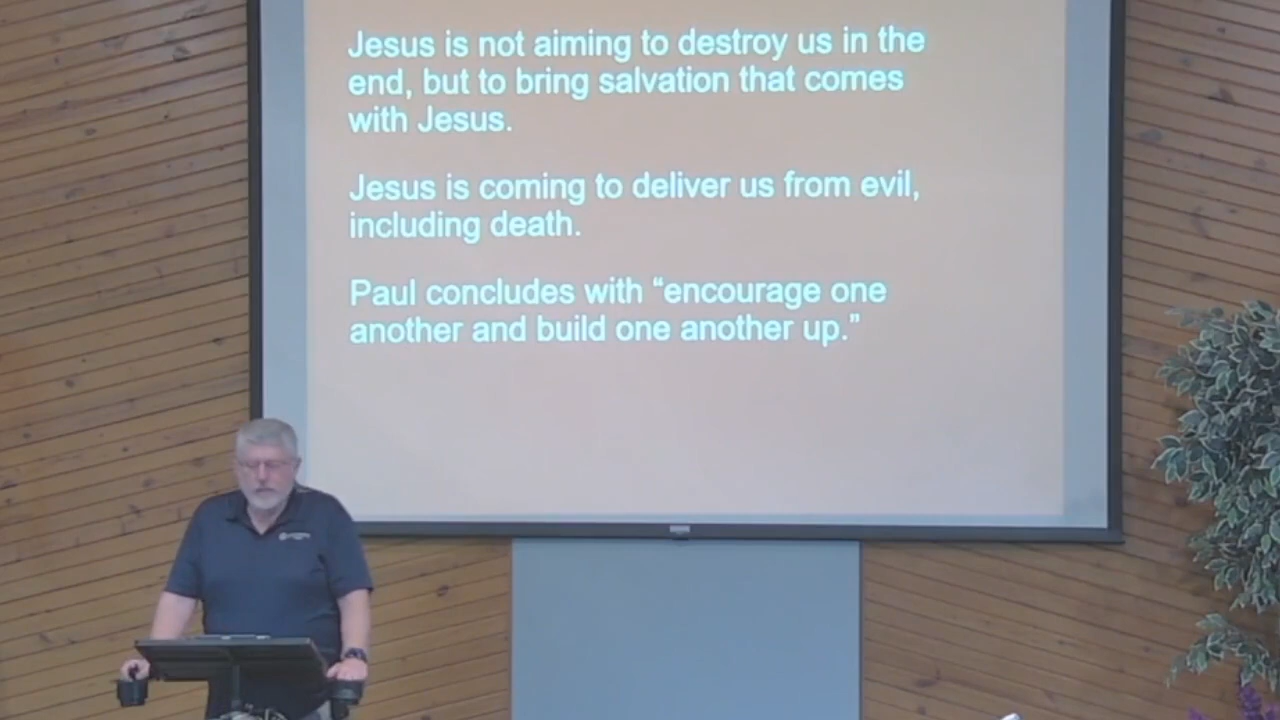 Jesus is not aiming to destroy us in the
end, but to bring salvation that comes
with Jesus.
Jesus is coming to deliver us from evil,
including death.
Paul concludes with “encourage one
another and build one another up.”